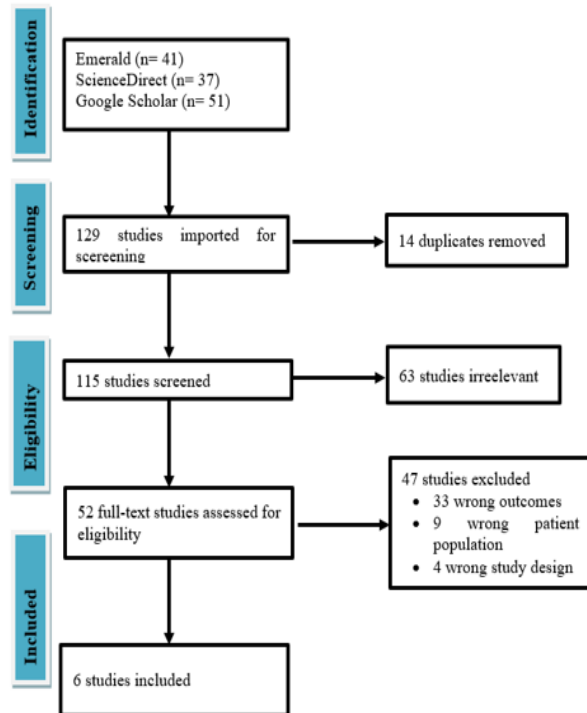 Identification
Emerald (n= 41)
ScienceDirect (n= 37)
Google Scholar (n= 51)
Screening
129 studies imported for
scereening
14 duplicates removed
Eligibility
115 studies screened
63 studies irreelevant
52 full-text studies assessed for
eligibility
47 studies excluded
• 33 wrong outcomes
• 9 wrong patient
population
• 4 wrong study design
Included
6 studies included